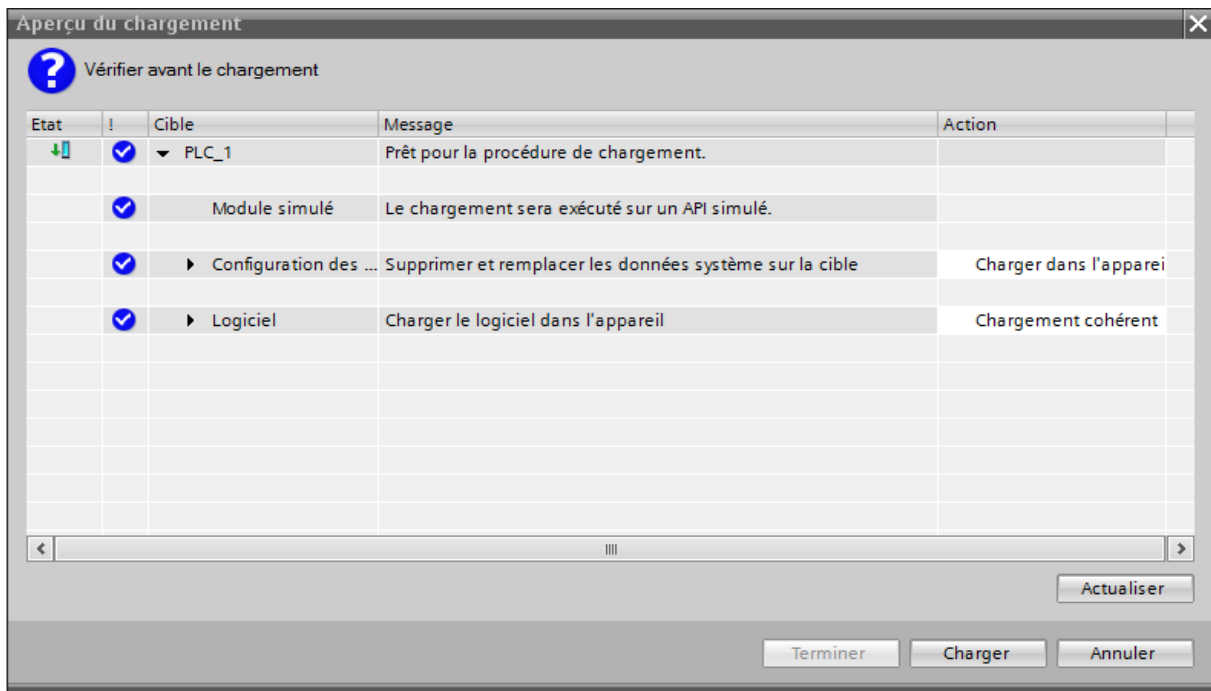 Aperçu du chargement
Vérifier avant le chargement
Etat ! Cible Message Action
PLC_1 Prêt pour la procédure de chargement.
Module simulé Le chargement sera exécuté sur un API simulé.
Configuration des ... Supprimer et remplacer les données système sur la cible Charger dans l'apparei
Logiciel Charger le logiciel dans l'appareil Chargement cohérent
Actualiser
Terminer Charger Annuler